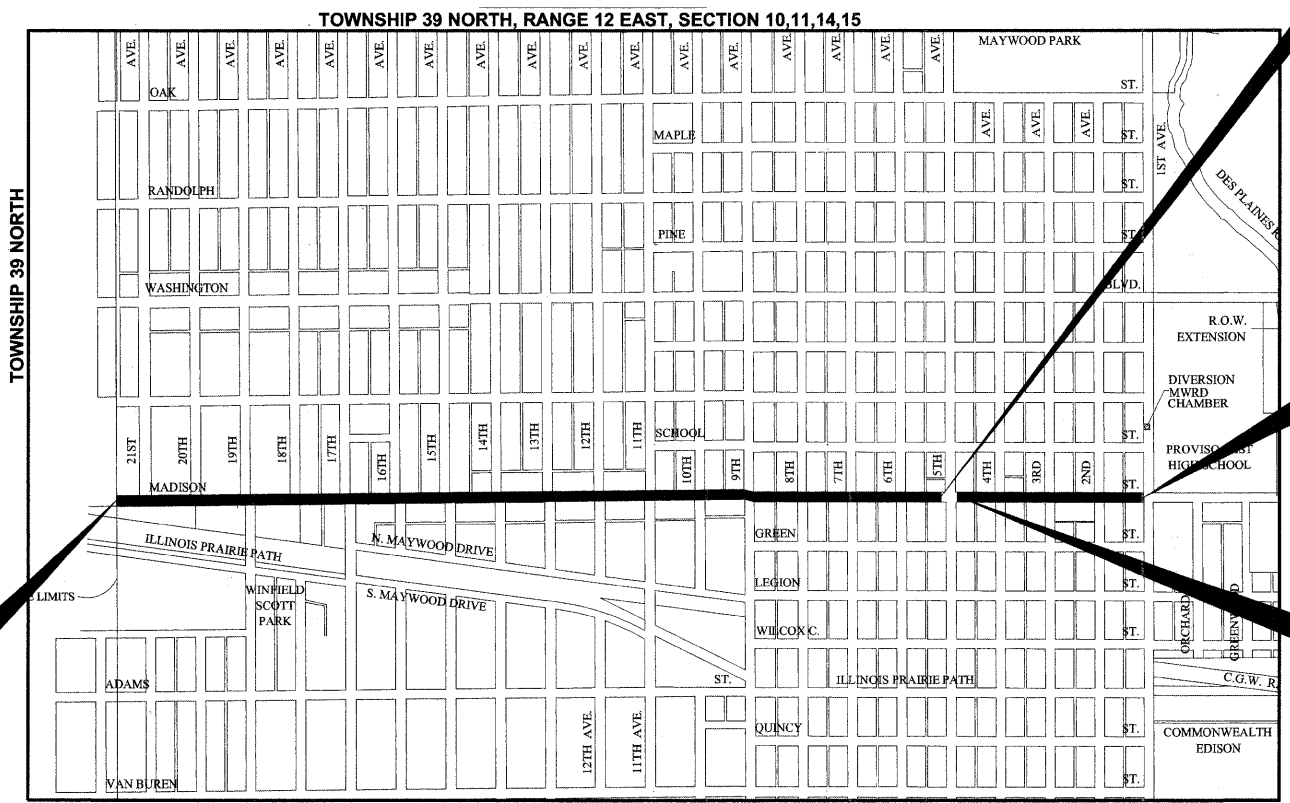 TOWNSHIP 39 NORTH, RANGE 12 EAST, SECTION 10,11,14,15
TOWNSHIP 39 NORTH
AVE. AVE. AVE. AVE. AVE. AVE. AVE. AVE. AVE. AVE. AVE. AVE. AVE. AVE. AVE. AVE. AVE.
MAYWOOD PARK
OAK
ST.
MAPLE
AVE. AVE. AVE.
ST.
1ST AVE.
RANDOLPH
ST.
DES PLAINES R.
PINE
ST.
WASHINGTON
BLVD.
R.O.W.
EXTENSION
DIVERSION
MWRD
CHAMBER
SCHOOL
ST.
21ST 20TH 19TH 18TH 17TH 16TH 15TH 14TH 13TH 12TH 11TH 10TH 9TH 8TH 7TH 6TH 5TH 4TH 3RD 2ND
PROVISO EAST
HIGH SCHOOL
MADISON
ST.
GREEN
ST.
ILLINOIS PRAIRIE PATH
N. MAYWOOD DRIVE
LEGION
ST.
LIMITS
WINFIELD
SCOTT
PARK
S. MAYWOOD DRIVE
WILCOX C.
ST.
ORCHARD
GREENWOOD
ADAMS
ST.
ILLINOIS PRAIRIE PATH
C.G.W. R.
QUINCY
ST.
12TH AVE.
11TH AVE.
COMMONWEALTH
EDISON
VAN BUREN
ST.